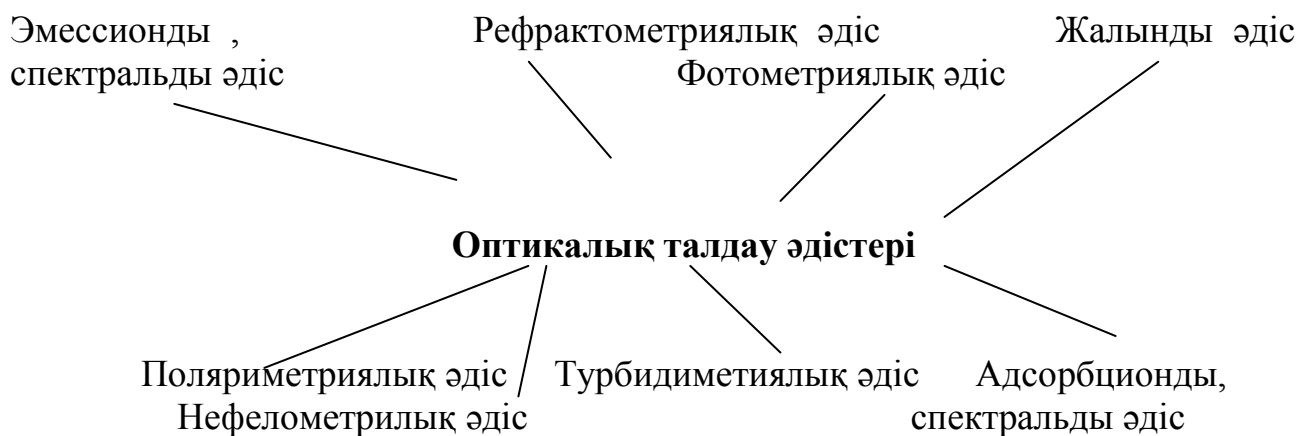 Эмессионды , Рефрактометриялық әдіс Жалынды әдіс
спектральды әдіс Фотометриялық әдіс
Оптикалық талдау әдістері
Поляриметриялық әдіс Турбидиметиялық әдіс Адсорбционды,
Нефелометрилық әдіс спектральды әдіс